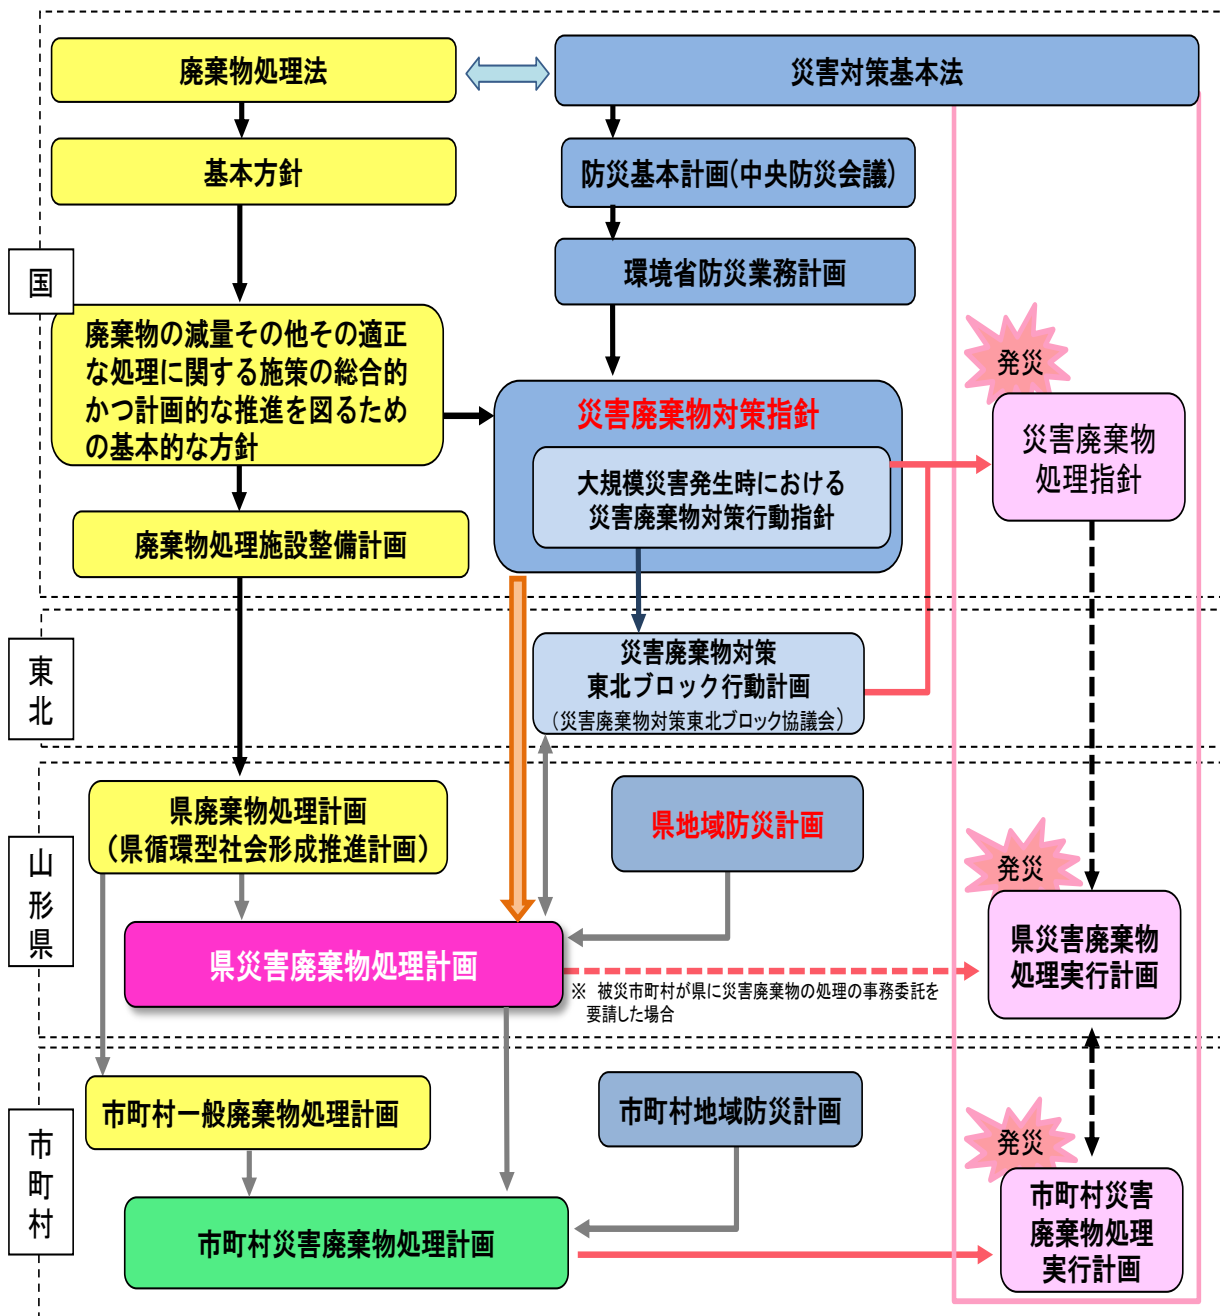 廃棄物処理法
災害対策基本法
基本方針
防災基本計画(中央防災会議)
国
環境省防災業務計画
廃棄物の減量その他その適正
な処理に関する施策の総合的
かつ計画的な推進を図るため
の基本的な方針
発災
災害廃棄物対策指針
災害廃棄物
処理指針
大規模災害発生時における
災害廃棄物対策行動指針
廃棄物処理施設整備計画
東北
災害廃棄物対策
東北ブロック行動計画
（災害廃棄物対策東北ブロック協議会）
山形県
県廃棄物処理計画
（県循環型社会形成推進計画）
県地域防災計画
発災
県災害廃棄物処理計画
県災害廃棄物
処理実行計画
※ 被災市町村が県に災害廃棄物の処理の事務委託を
要請した場合
市町村
市町村一般廃棄物処理計画
市町村地域防災計画
発災
市町村災害廃棄物処理計画
市町村災害
廃棄物処理
実行計画